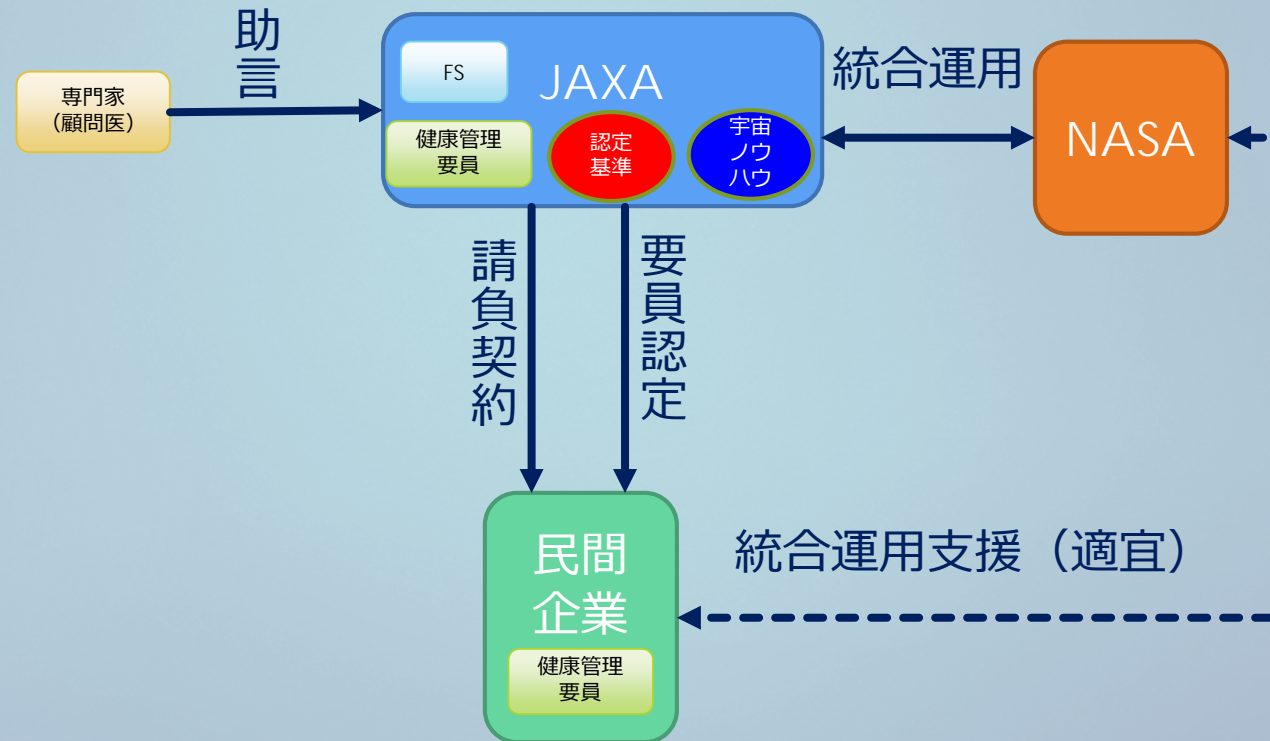 助言
専門家
（顧問医）
FS
JAXA
健康管理
要員
認定
基準
宇宙
ノウ
ハウ
統合運用
NASA
請負契約
要員認定
民間
企業
健康管理
要員
統合運用支援（適宜）